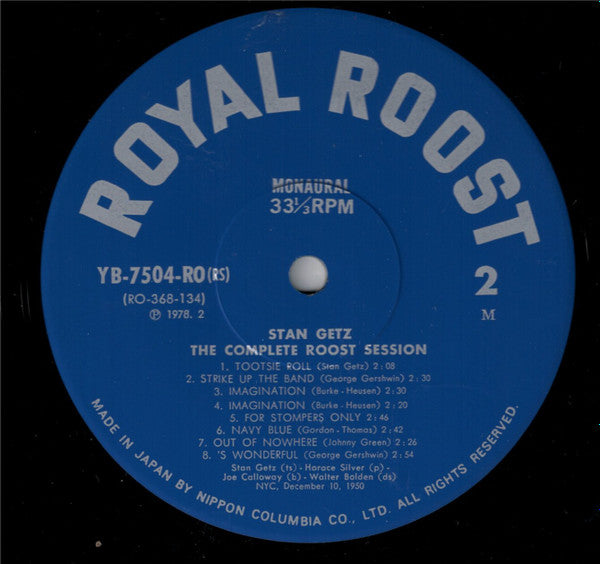 ROYAL ROOST
MONAURAL
33⅓RPM
YB-7504-RO(RS)
(RO-368-134)
Ⓟ 1978. 2
2
M
STAN GETZ
THE COMPLETE ROOST SESSION
1. TOOTSIE ROLL (Stan Getz) 2 : 08
2. STRIKE UP THE BAND (George Gershwin) 2 : 30
3. IMAGINATION (Burke - Heusen) 2 : 30
4. IMAGINATION (Burke - Heusen) 2 : 20
5. FOR STOMPERS ONLY 2 : 46
6. NAVY BLUE (Gordon - Thomas) 2 : 42
7. OUT OF NOWHERE (Johnny Green) 2 : 26
8. 'S WONDERFUL (George Gershwin) 2 : 54
Stan Getz (ts) - Horace Silver (p) -
Joe Calloway (b) - Walter Bolden (ds)
NYC, December 10, 1950
MADE IN JAPAN BY NIPPON COLUMBIA CO., LTD. ALL RIGHTS RESERVED.